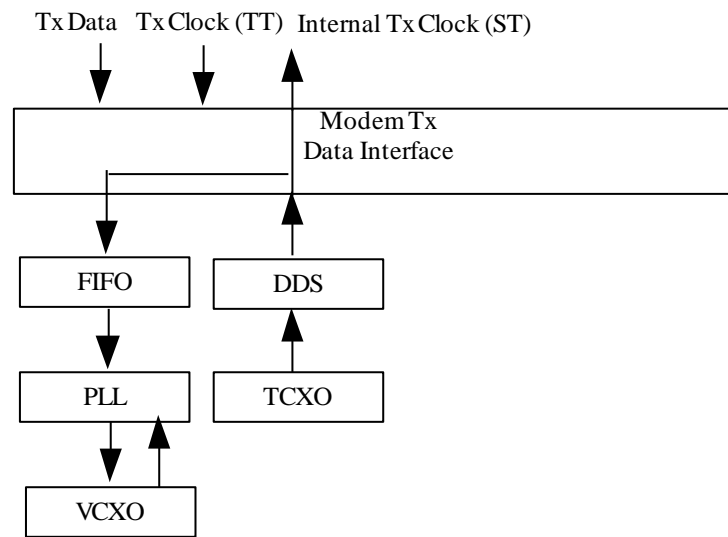 Tx Data Tx Clock (TT) Internal Tx Clock (ST)
Modem Tx
Data Interface
FIFO DDS
PLL TCXO
VCXO